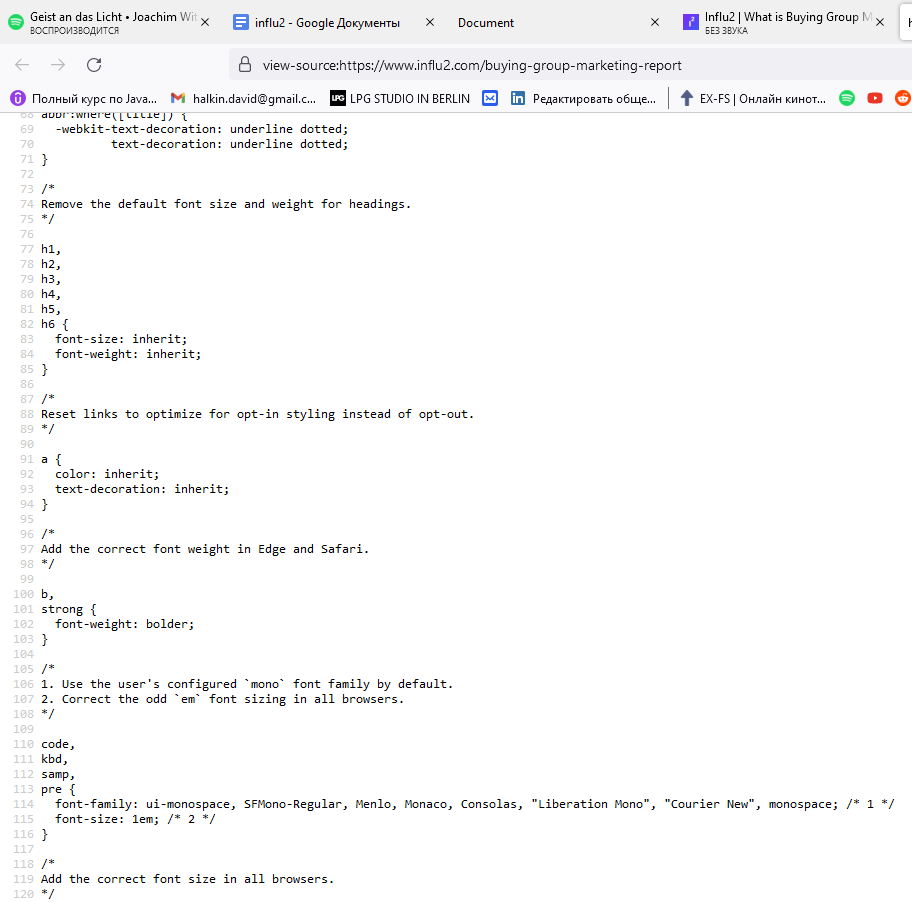 Geist an das Licht • Joachim Wit
ВОСПРОИЗВОДИТСЯ
influ2 - Google Документы
Document
Influ2 | What is Buying Group M
БЕЗ ЗВУКА
view-source:https://www.influ2.com/buying-group-marketing-report
Полный курс по Java...
halkin.david@gmail.c...
LPG STUDIO IN BERLIN
Редактировать обще...
EX-FS | Онлайн кинот...
68 abbr:where([title]) {
69   -webkit-text-decoration: underline dotted;
70           text-decoration: underline dotted;
71 }
72
73 /*
74 Remove the default font size and weight for headings.
75 */
76
77 h1,
78 h2,
79 h3,
80 h4,
81 h5,
82 h6 {
83   font-size: inherit;
84   font-weight: inherit;
85 }
86
87 /*
88 Reset links to optimize for opt-in styling instead of opt-out.
89 */
90
91 a {
92   color: inherit;
93   text-decoration: inherit;
94 }
95
96 /*
97 Add the correct font weight in Edge and Safari.
98 */
99
100 b,
101 strong {
102   font-weight: bolder;
103 }
104
105 /*
106 1. Use the user's configured `mono` font family by default.
107 2. Correct the odd `em` font sizing in all browsers.
108 */
109
110 code,
111 kbd,
112 samp,
113 pre {
114   font-family: ui-monospace, SFMono-Regular, Menlo, Monaco, Consolas, "Liberation Mono", "Courier New", monospace; /* 1 */
115   font-size: 1em; /* 2 */
116 }
117
118 /*
119 Add the correct font size in all browsers.
120 */